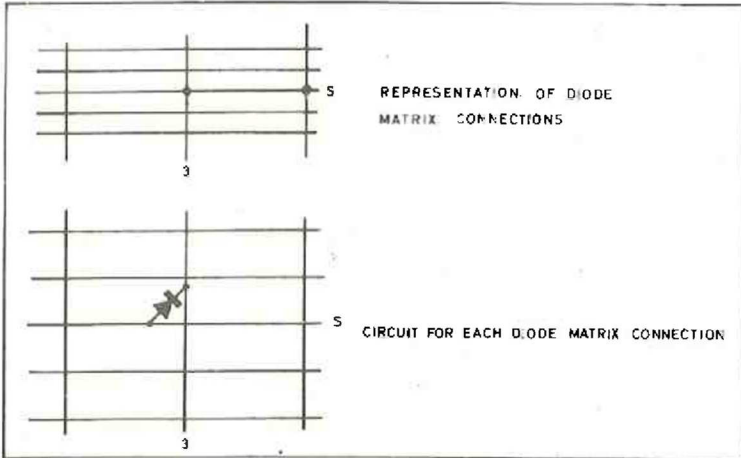 S
REPRESENTATION OF DIODE
MATRIX CONNECTIONS
3
S
CIRCUIT FOR EACH DIODE MATRIX CONNECTION
3